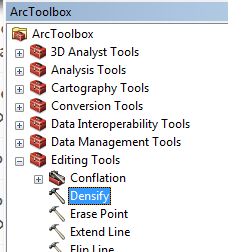 ArcToolbox
ArcToolbox
3D Analyst Tools
Analysis Tools
Cartography Tools
Conversion Tools
Data Interoperability Tools
Data Management Tools
Editing Tools
Conflation
Densify
Erase Point
Extend Line
Flip Line